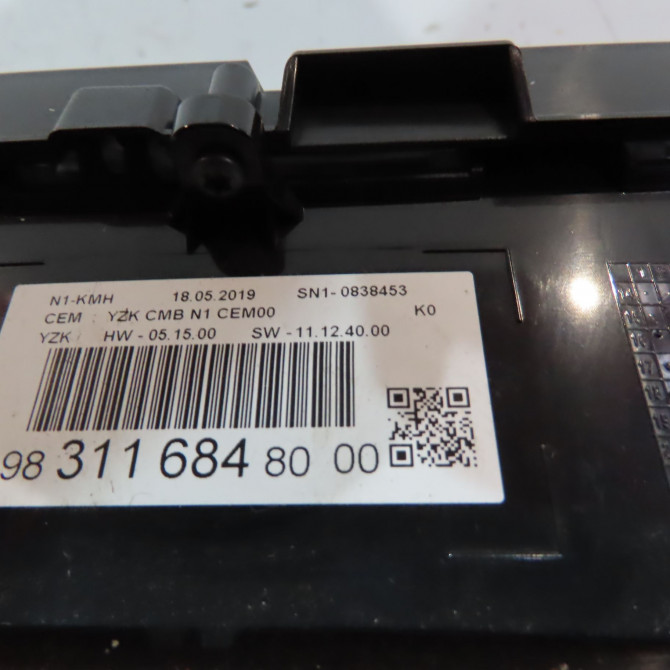 N1-KMH 18.05.2019 SN1- 0838453
CEM : YZK CMB N1 CEM00 K0
YZK : HW - 05.15.00 SW - 11.12.40.00
98 311 684 80 00
17